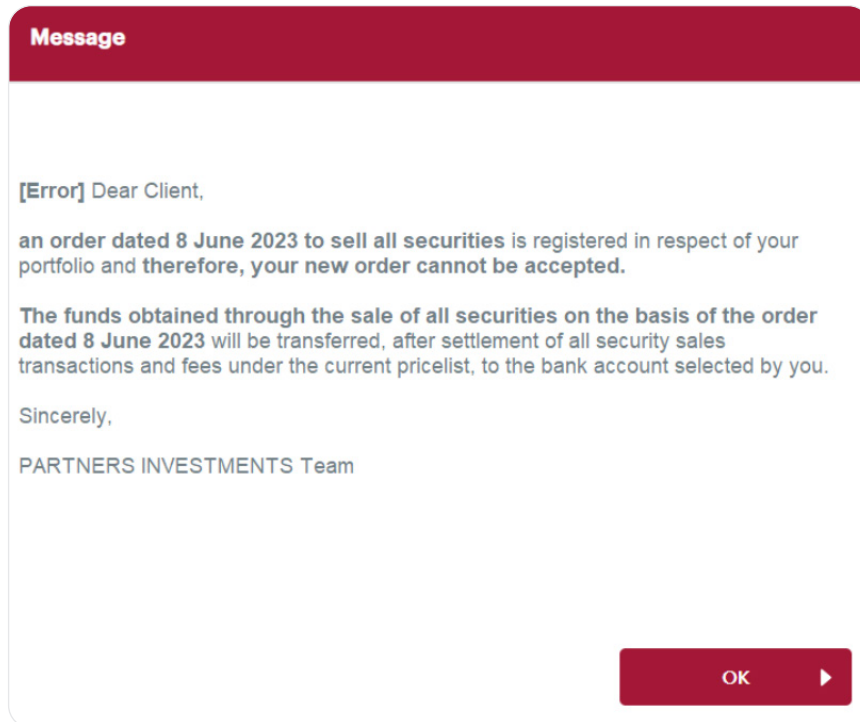 Message
[Error] Dear Client,
an order dated 8 June 2023 to sell all securities is registered in respect of your
portfolio and therefore, your new order cannot be accepted.
The funds obtained through the sale of all securities on the basis of the order
dated 8 June 2023 will be transferred, after settlement of all security sales
transactions and fees under the current pricelist, to the bank account selected by you.
Sincerely,
PARTNERS INVESTMENTS Team
OK